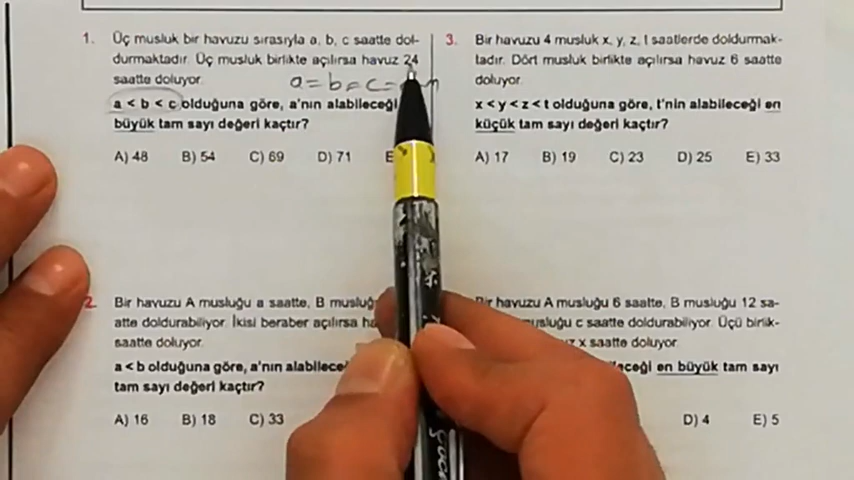 1. Üç musluk bir havuzu sırasıyla a, b, c saatte dol-
durmaktadır. Üç musluk birlikte açılırsa havuz 24
saatte doluyor.
a = b = c =
a < b < c olduğuna göre, a'nın alabileceği
büyük tam sayı değeri kaçtır?
A) 48 B) 54 C) 69 D) 71 E
2. Bir havuzu A musluğu a saatte, B musluğ
atte doldurabiliyor. İkisi beraber açılırsa ha
saatte doluyor.
a < b olduğuna göre, a'nın alabilece
tam sayı değeri kaçtır?
A) 16 B) 18 C) 33
3. Bir havuzu 4 musluk x, y, z, t saatlerde doldurmak-
tadır. Dört musluk birlikte açılırsa havuz 6 saatte
doluyor.
x < y < z < t olduğuna göre, t'nin alabileceği en
küçük tam sayı değeri kaçtır?
A) 17 B) 19 C) 23 D) 25 E) 33
Bir havuzu A musluğu 6 saatte, B musluğu 12 sa-
musluğu c saatte doldurabiliyor. Üçü birlik-
x saatte doluyor.
leceği en büyük tam sayı
D) 4 E) 5